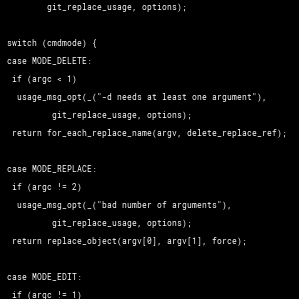 git_replace_usage, options);
switch (cmdmode) {
case MODE_DELETE:
if (argc < 1)
usage_msg_opt(_("-d needs at least one argument"),
git_replace_usage, options);
return for_each_replace_name(argv, delete_replace_ref);
case MODE_REPLACE:
if (argc != 2)
usage_msg_opt(_("bad number of arguments"),
git_replace_usage, options);
return replace_object(argv[0], argv[1], force);
case MODE_EDIT:
if (argc != 1)